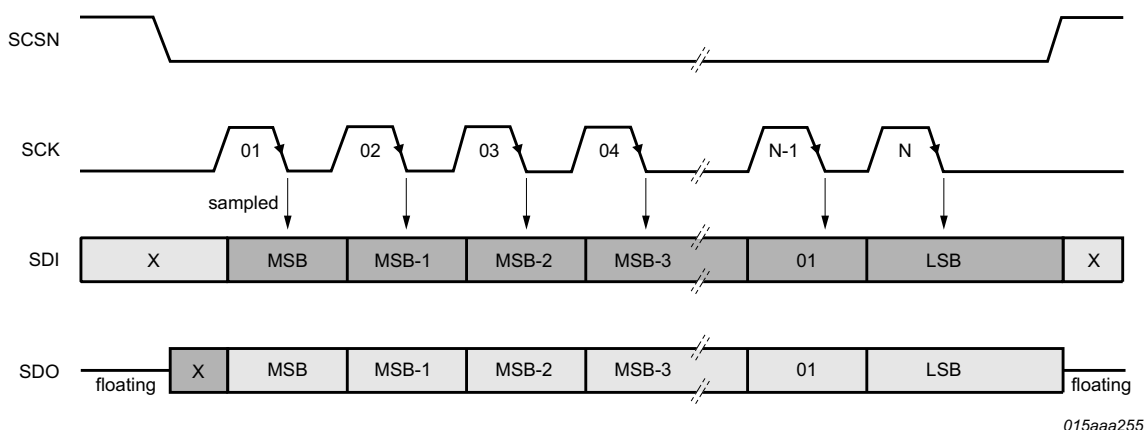 SCSN
SCK 01 02 03 04 N-1 N
sampled
SDI X MSB MSB-1 MSB-2 MSB-3 01 LSB X
SDO floating X MSB MSB-1 MSB-2 MSB-3 01 LSB floating
015aaa255